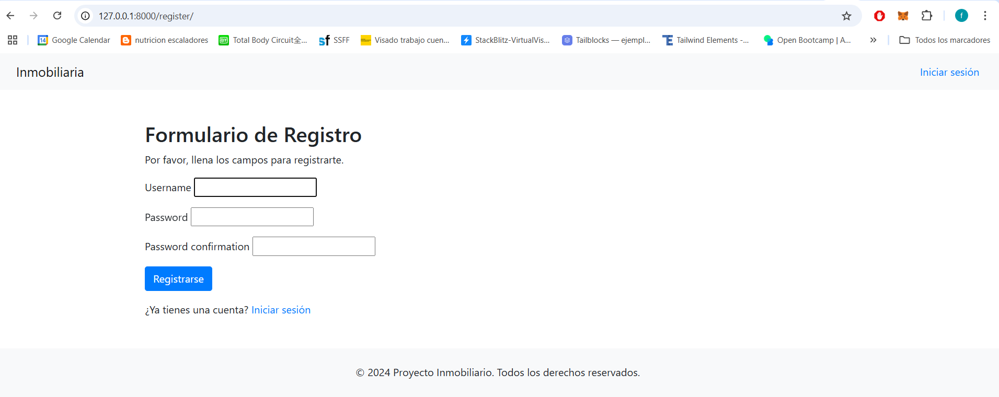 127.0.0.1:8000/register/
f
14 Google Calendar nutricion escaladores Total Body Circuit全... sf SSFF Visado trabajo cuen... StackBlitz-VirtualVis... Tailblocks — ejempl... Tailwind Elements -... Open Bootcamp | A... » Todos los marcadores
Inmobiliaria Iniciar sesión
Formulario de Registro
Por favor, llena los campos para registrarte.
Username
Password
Password confirmation
Registrarse
¿Ya tienes una cuenta? Iniciar sesión
© 2024 Proyecto Inmobiliario. Todos los derechos reservados.